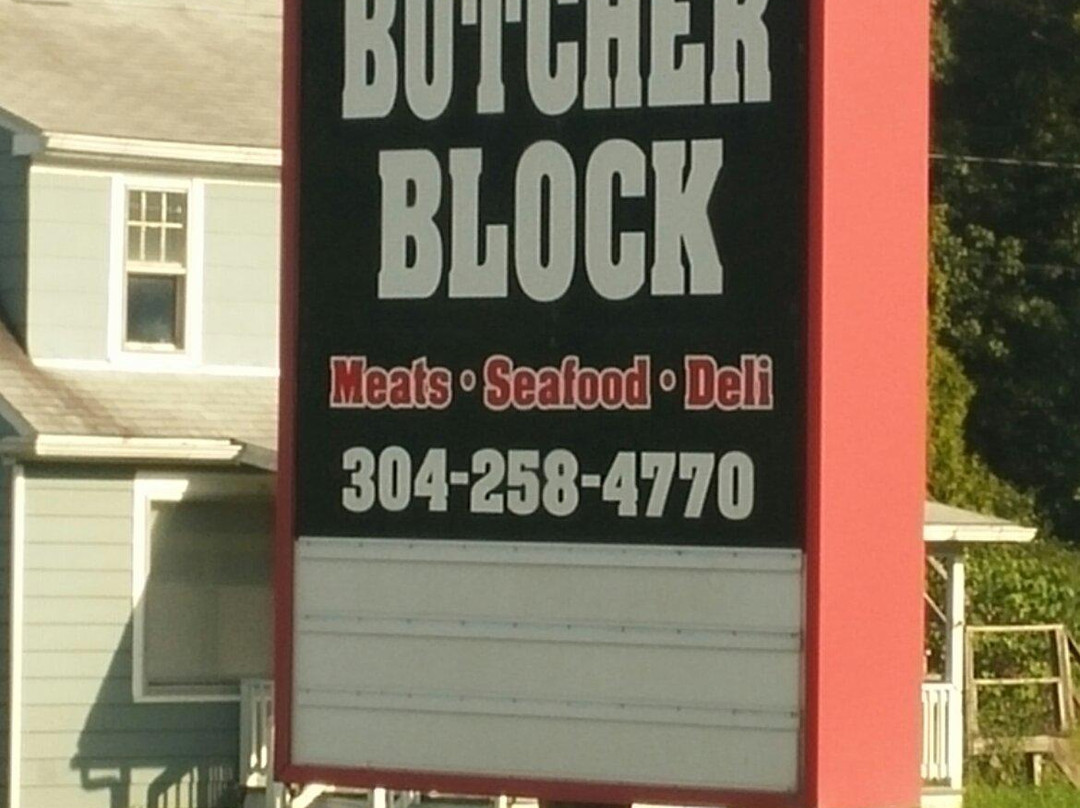 BUTCHER
BLOCK
Meats • Seafood • Deli
304-258-4770